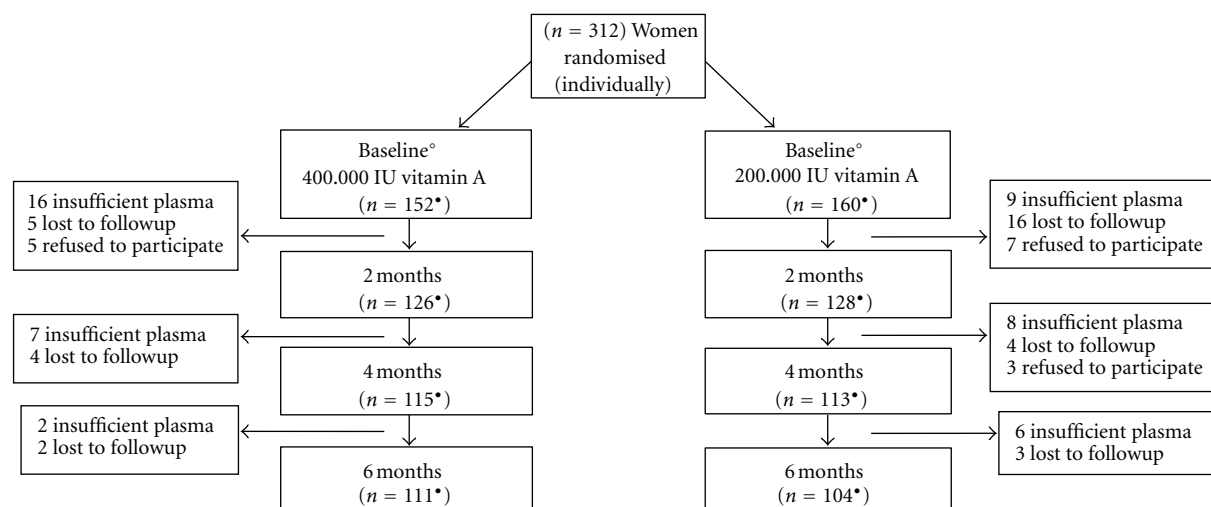 (n = 312) Women
randomised
(individually)
Baseline°
400.000 IU vitamin A
(n = 152•)
Baseline°
200.000 IU vitamin A
(n = 160•)
16 insufficient plasma
5 lost to followup
5 refused to participate
9 insufficient plasma
16 lost to followup
7 refused to participate
2 months
(n = 126•)
2 months
(n = 128•)
7 insufficient plasma
4 lost to followup
8 insufficient plasma
4 lost to followup
3 refused to participate
4 months
(n = 115•)
4 months
(n = 113•)
2 insufficient plasma
2 lost to followup
6 insufficient plasma
3 lost to followup
6 months
(n = 111•)
6 months
(n = 104•)